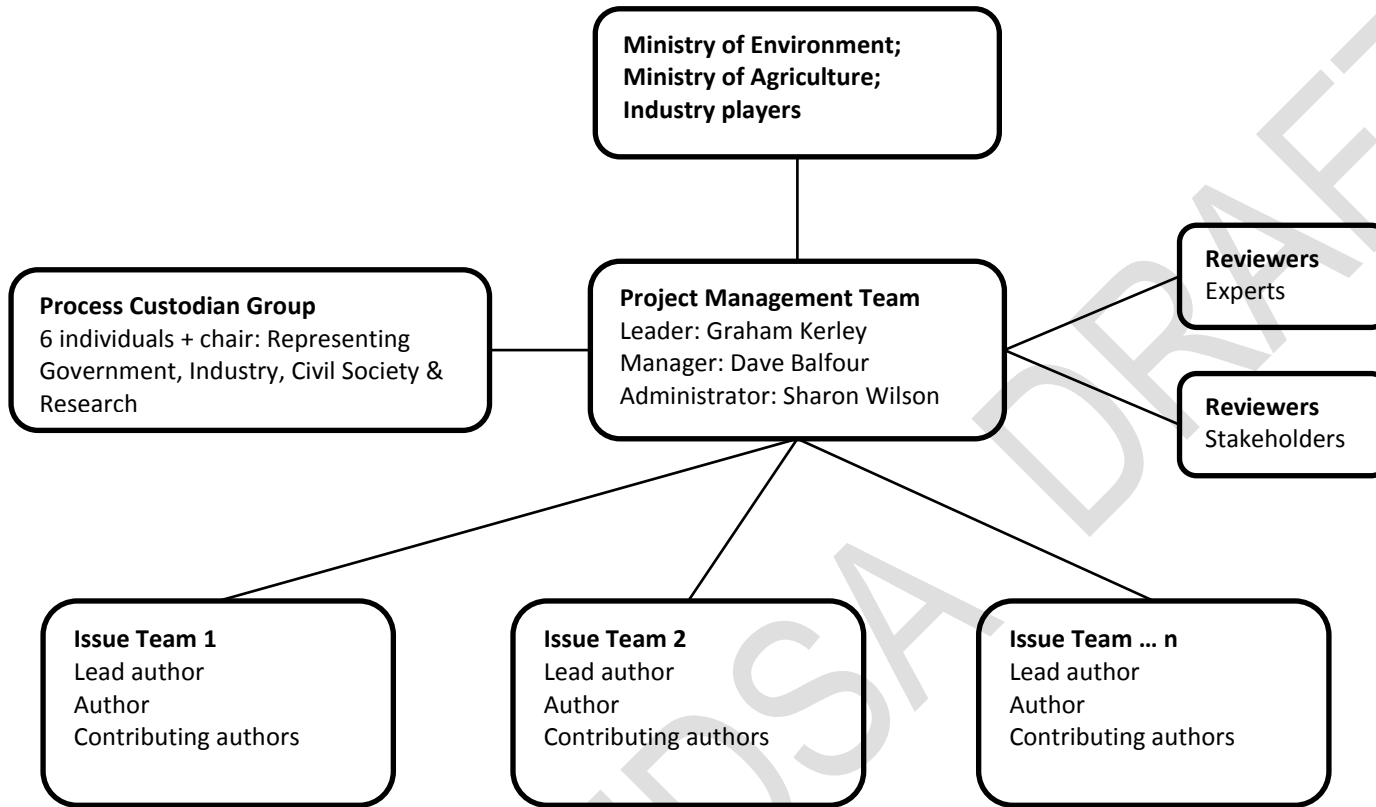 Ministry of Environment;
Ministry of Agriculture;
Industry players
Process Custodian Group
6 individuals + chair: Representing
Government, Industry, Civil Society &
Research
Project Management Team
Leader: Graham Kerley
Manager: Dave Balfour
Administrator: Sharon Wilson
Reviewers
Experts
Reviewers
Stakeholders
Issue Team 1
Lead author
Author
Contributing authors
Issue Team 2
Lead author
Author
Contributing authors
Issue Team … n
Lead author
Author
Contributing authors